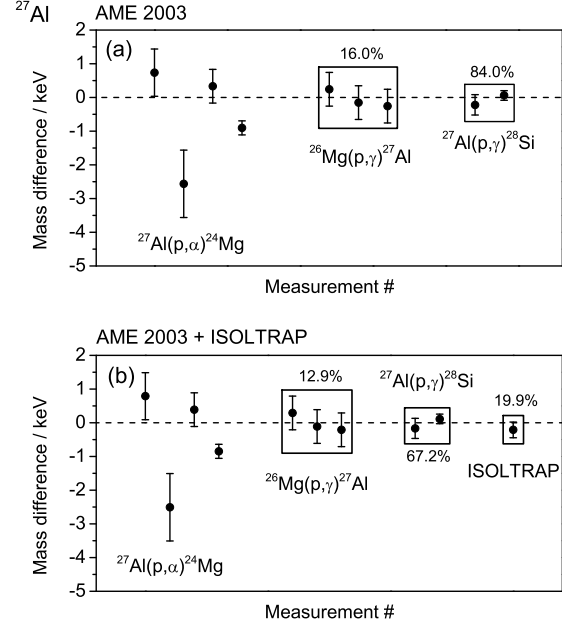 ²⁷Al
AME 2003
(a)
Mass difference / keV
2
1
0
-1
-2
-3
-4
-5
16.0%
84.0%
²⁶Mg(p,γ)²⁷Al
²⁷Al(p,γ)²⁸Si
²⁷Al(p,α)²⁴Mg
Measurement #
AME 2003 + ISOLTRAP
(b)
Mass difference / keV
2
1
0
-1
-2
-3
-4
-5
12.9%
²⁷Al(p,γ)²⁸Si
19.9%
67.2%
ISOLTRAP
²⁶Mg(p,γ)²⁷Al
²⁷Al(p,α)²⁴Mg
Measurement #